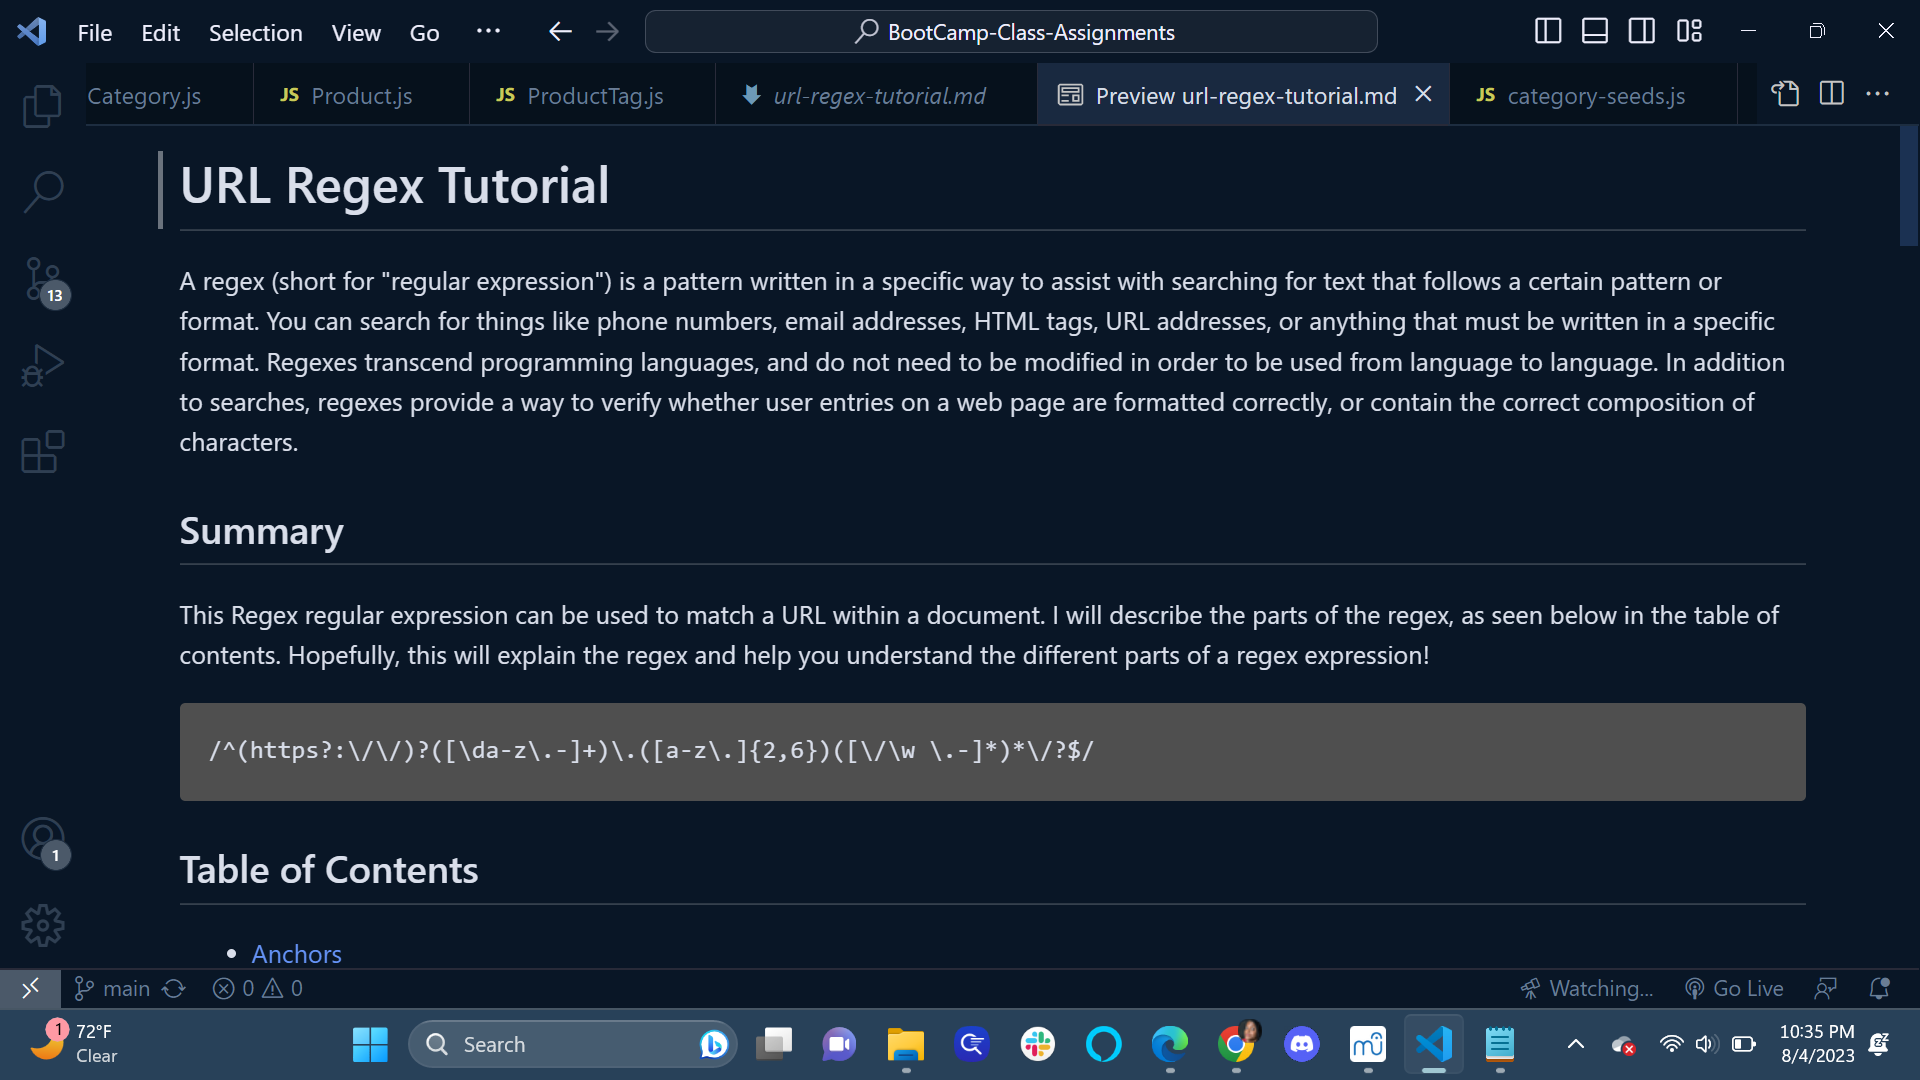 File Edit Selection View Go ... BootCamp-Class-Assignments
Category.js JS Product.js JS ProductTag.js url-regex-tutorial.md Preview url-regex-tutorial.md JS category-seeds.js
URL Regex Tutorial
A regex (short for "regular expression") is a pattern written in a specific way to assist with searching for text that follows a certain pattern or
format. You can search for things like phone numbers, email addresses, HTML tags, URL addresses, or anything that must be written in a specific
format. Regexes transcend programming languages, and do not need to be modified in order to be used from language to language. In addition
to searches, regexes provide a way to verify whether user entries on a web page are formatted correctly, or contain the correct composition of
characters.
13
Summary
This Regex regular expression can be used to match a URL within a document. I will describe the parts of the regex, as seen below in the table of
contents. Hopefully, this will explain the regex and help you understand the different parts of a regex expression!
/^(https?:\/\/)?([\da-z\.-]+)\.([a-z\.]{2,6})([\/\w \.-]*)*\/?$/
1
Table of Contents
• Anchors
main 0 0 Watching... Go Live
1 72°F
Clear
Search
10:35 PM
8/4/2023